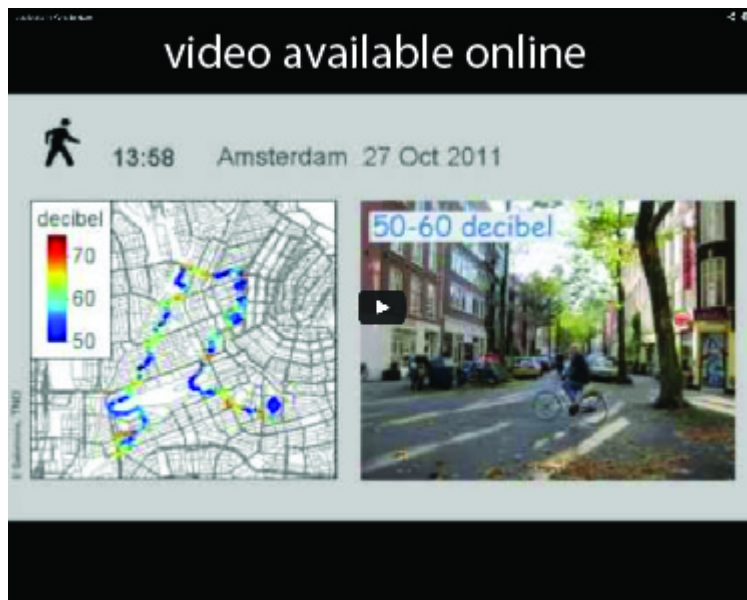 video available online
13:58 Amsterdam 27 Oct 2011
decibel
70
60
50
50-60 decibel